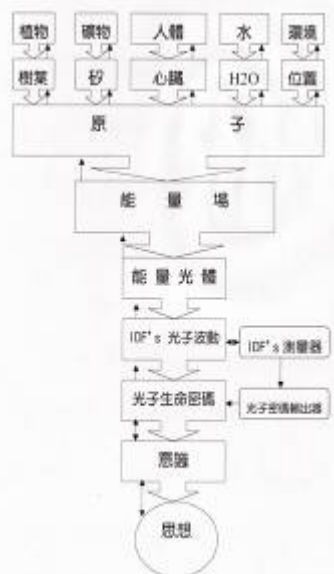 植物 礦物 人體 水 環境
樹葉 矽 心臟 H2O 位置
原 子
能 量 場
能 量 光 體
IDF's 光子波動 IDF's 測量器
光子生命密碼 光子密碼輸出器
意識
思想